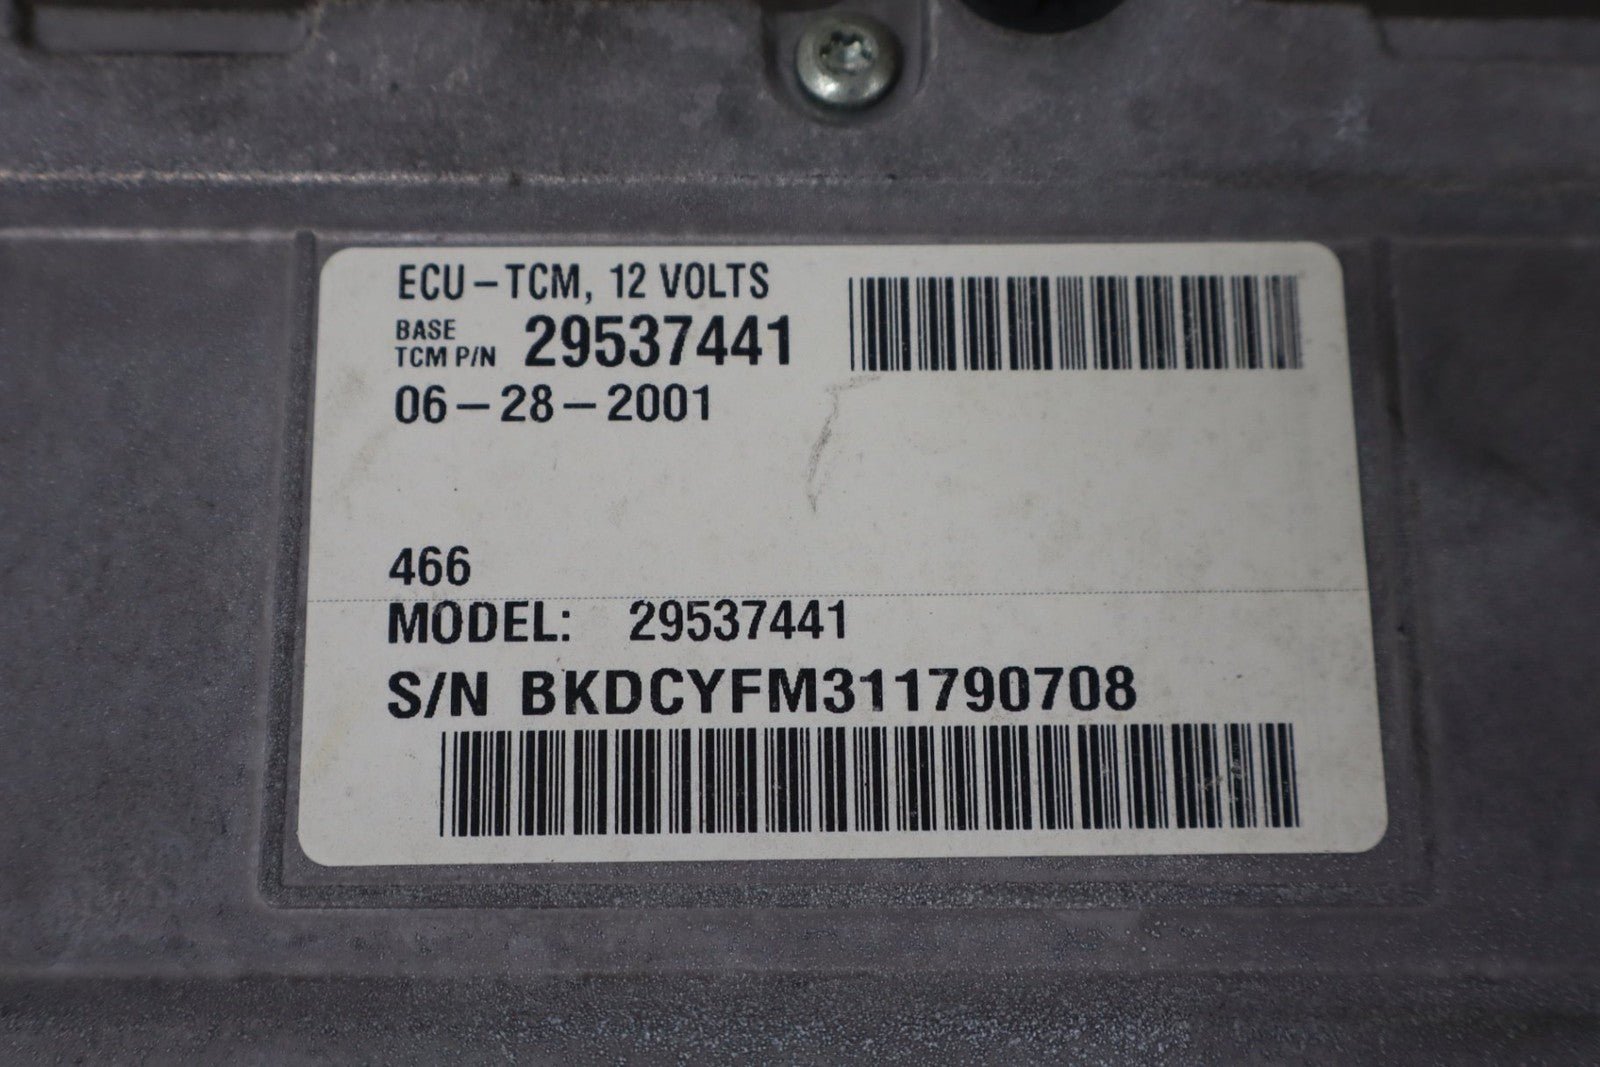 ECU-TCM, 12 VOLTS
BASE
TCM P/N 29537441
06-28-2001
466
MODEL: 29537441
S/N BKDCYFM311790708